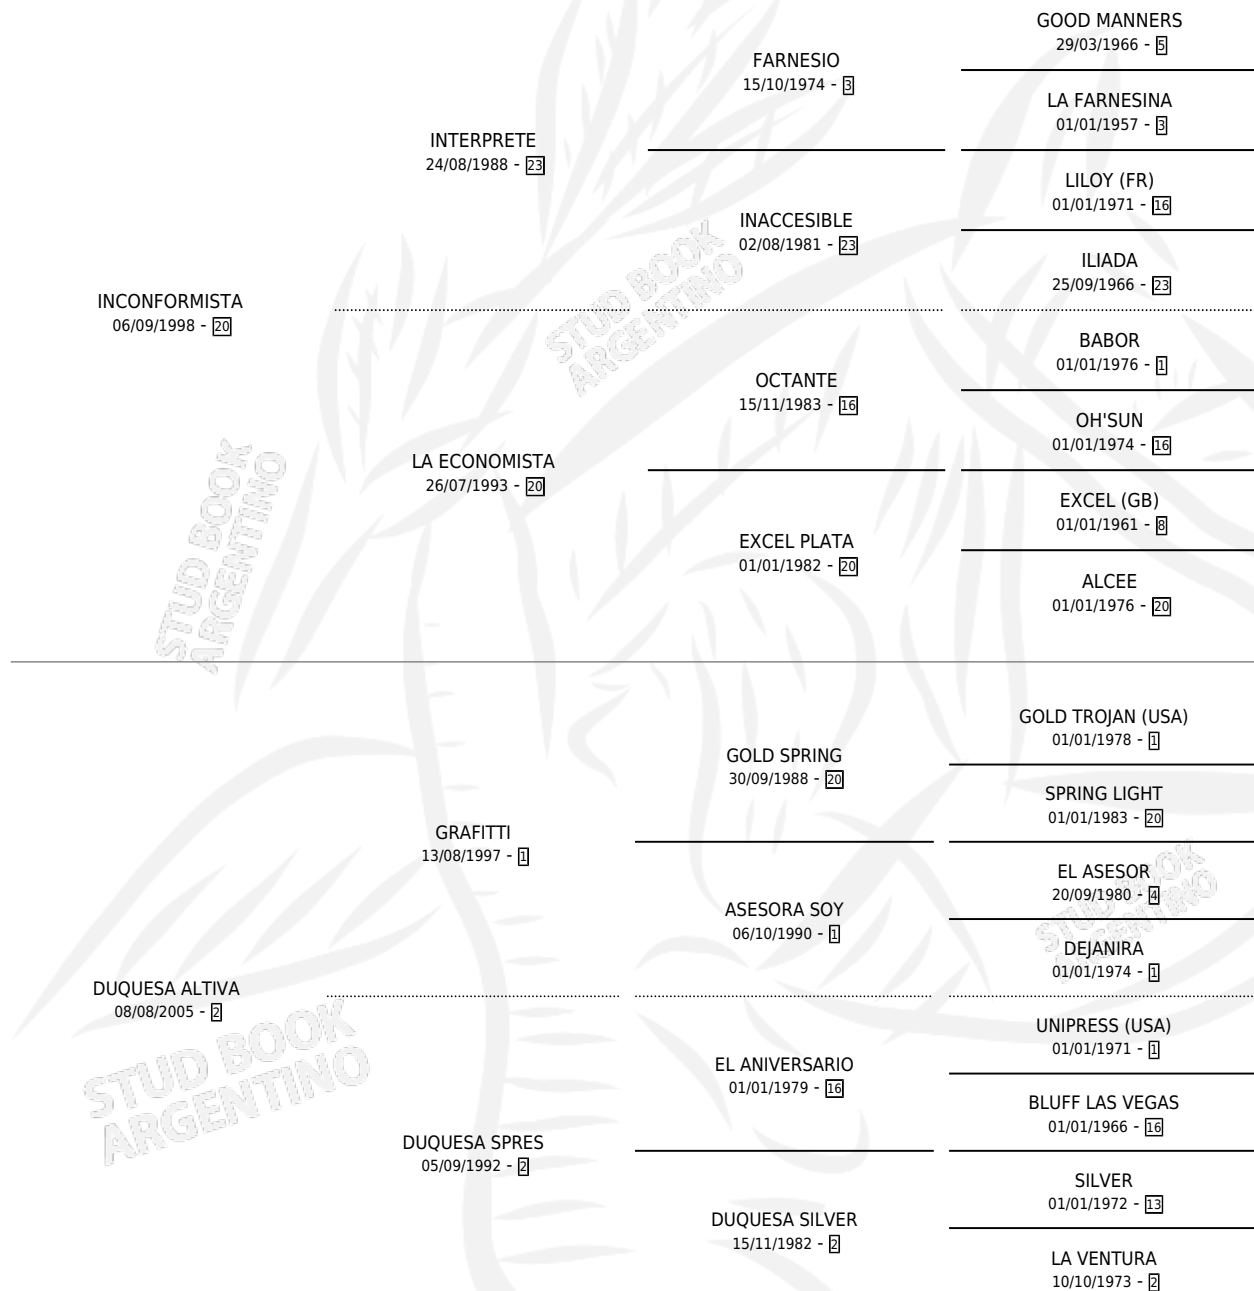 GOOD MANNERS
29/03/1966 - 5
FARNESIO
15/10/1974 - 3
LA FARNESINA
01/01/1957 - 3
INTERPRETE
24/08/1988 - 23
LILOY (FR)
01/01/1971 - 16
INACCESIBLE
02/08/1981 - 23
ILIADA
25/09/1966 - 23
INCONFORMISTA
06/09/1998 - 20
BABOR
01/01/1976 - 1
OCTANTE
15/11/1983 - 16
OH'SUN
01/01/1974 - 16
LA ECONOMISTA
26/07/1993 - 20
EXCEL (GB)
01/01/1961 - 8
EXCEL PLATA
01/01/1982 - 20
ALCEE
01/01/1976 - 20
GOLD TROJAN (USA)
01/01/1978 - 1
GOLD SPRING
30/09/1988 - 20
SPRING LIGHT
01/01/1983 - 20
GRAFITTI
13/08/1997 - 1
EL ASESOR
20/09/1980 - 4
ASESORA SOY
06/10/1990 - 1
DEJANIRA
01/01/1974 - 1
DUQUESA ALTIVA
08/08/2005 - 2
UNIPRESS (USA)
01/01/1971 - 1
EL ANIVERSARIO
01/01/1979 - 16
BLUFF LAS VEGAS
01/01/1966 - 16
DUQUESA SPRES
05/09/1992 - 2
SILVER
01/01/1972 - 13
DUQUESA SILVER
15/11/1982 - 2
LA VENTURA
10/10/1973 - 2
STUD BOOK
ARGENTINO
STUD BOOK
ARGENTINO
STUD BOOK
ARGENTINO
STUD BOOK
ARGENTINO